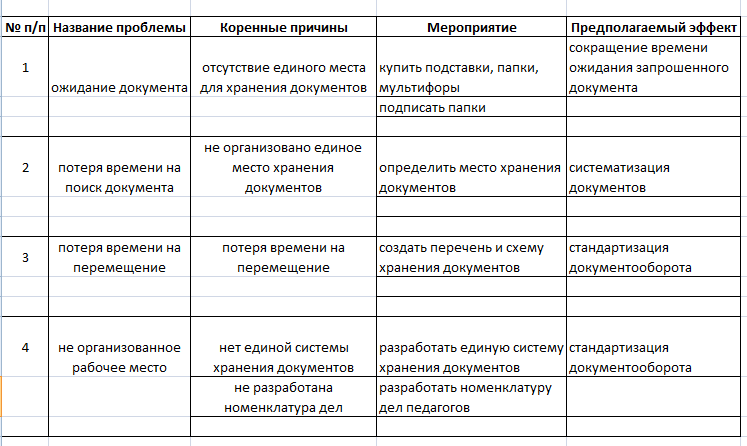 № п/п Название проблемы Коренные причины Мероприятие Предполагаемый эффект
1
ожидание документа
отсутствие единого места
для хранения документов
купить подставки, папки,
мультифоры
сокращение времени
ожидания запрошенного
документа
подписать папки
2
потеря времени на
поиск документа
не организовано единое
место хранения
документов
определить место хранения
документов
систематизация
документов
3
потеря времени на
перемещение
потеря времени на
перемещение
создать перечень и схему
хранения документов
стандартизация
документооборота
4
не организованное
рабочее место
нет единой системы
хранения документов
разработать единую систему
хранения документов
стандартизация
документооборота
не разработана
номенклатура дел
разработать номенклатуру
дел педагогов